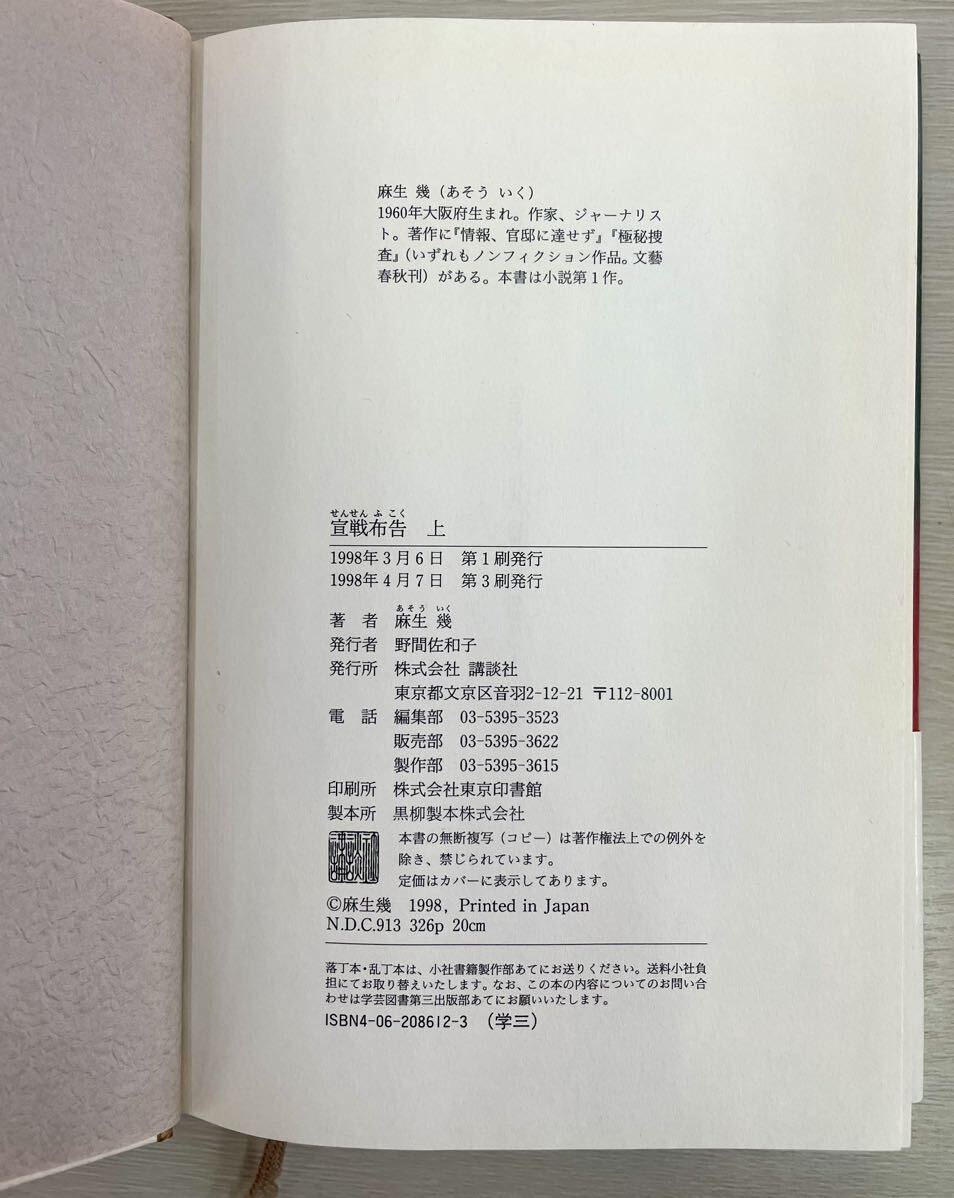 麻生 幾（あそう いく）
1960年大阪府生まれ。作家、ジャーナリス
ト。著作に『情報、官邸に達せず』『極秘捜
査』（いずれもノンフィクション作品。文藝
春秋刊）がある。本書は小説第1作。
せんせん ふ こく
宣戦布告 上
1998年3月6日 第1刷発行
1998年4月7日 第3刷発行
あそう いく
著 者 麻生 幾
発行者 野間佐和子
発行所 株式会社 講談社
東京都文京区音羽2-12-21 〒112-8001
電 話 編集部 03-5395-3523
販売部 03-5395-3622
製作部 03-5395-3615
印刷所 株式会社東京印書館
製本所 黒柳製本株式会社
本書の無断複写（コピー）は著作権法上での例外を
除き、禁じられています。
定価はカバーに表示してあります。
©麻生幾 1998, Printed in Japan
N.D.C.913 326p 20cm
落丁本・乱丁本は、小社書籍製作部あてにお送りください。送料小社負
担にてお取り替えいたします。なお、この本の内容についてのお問い合
わせは学芸図書第三出版部あてにお願いいたします。
ISBN4-06-208612-3 （学三）